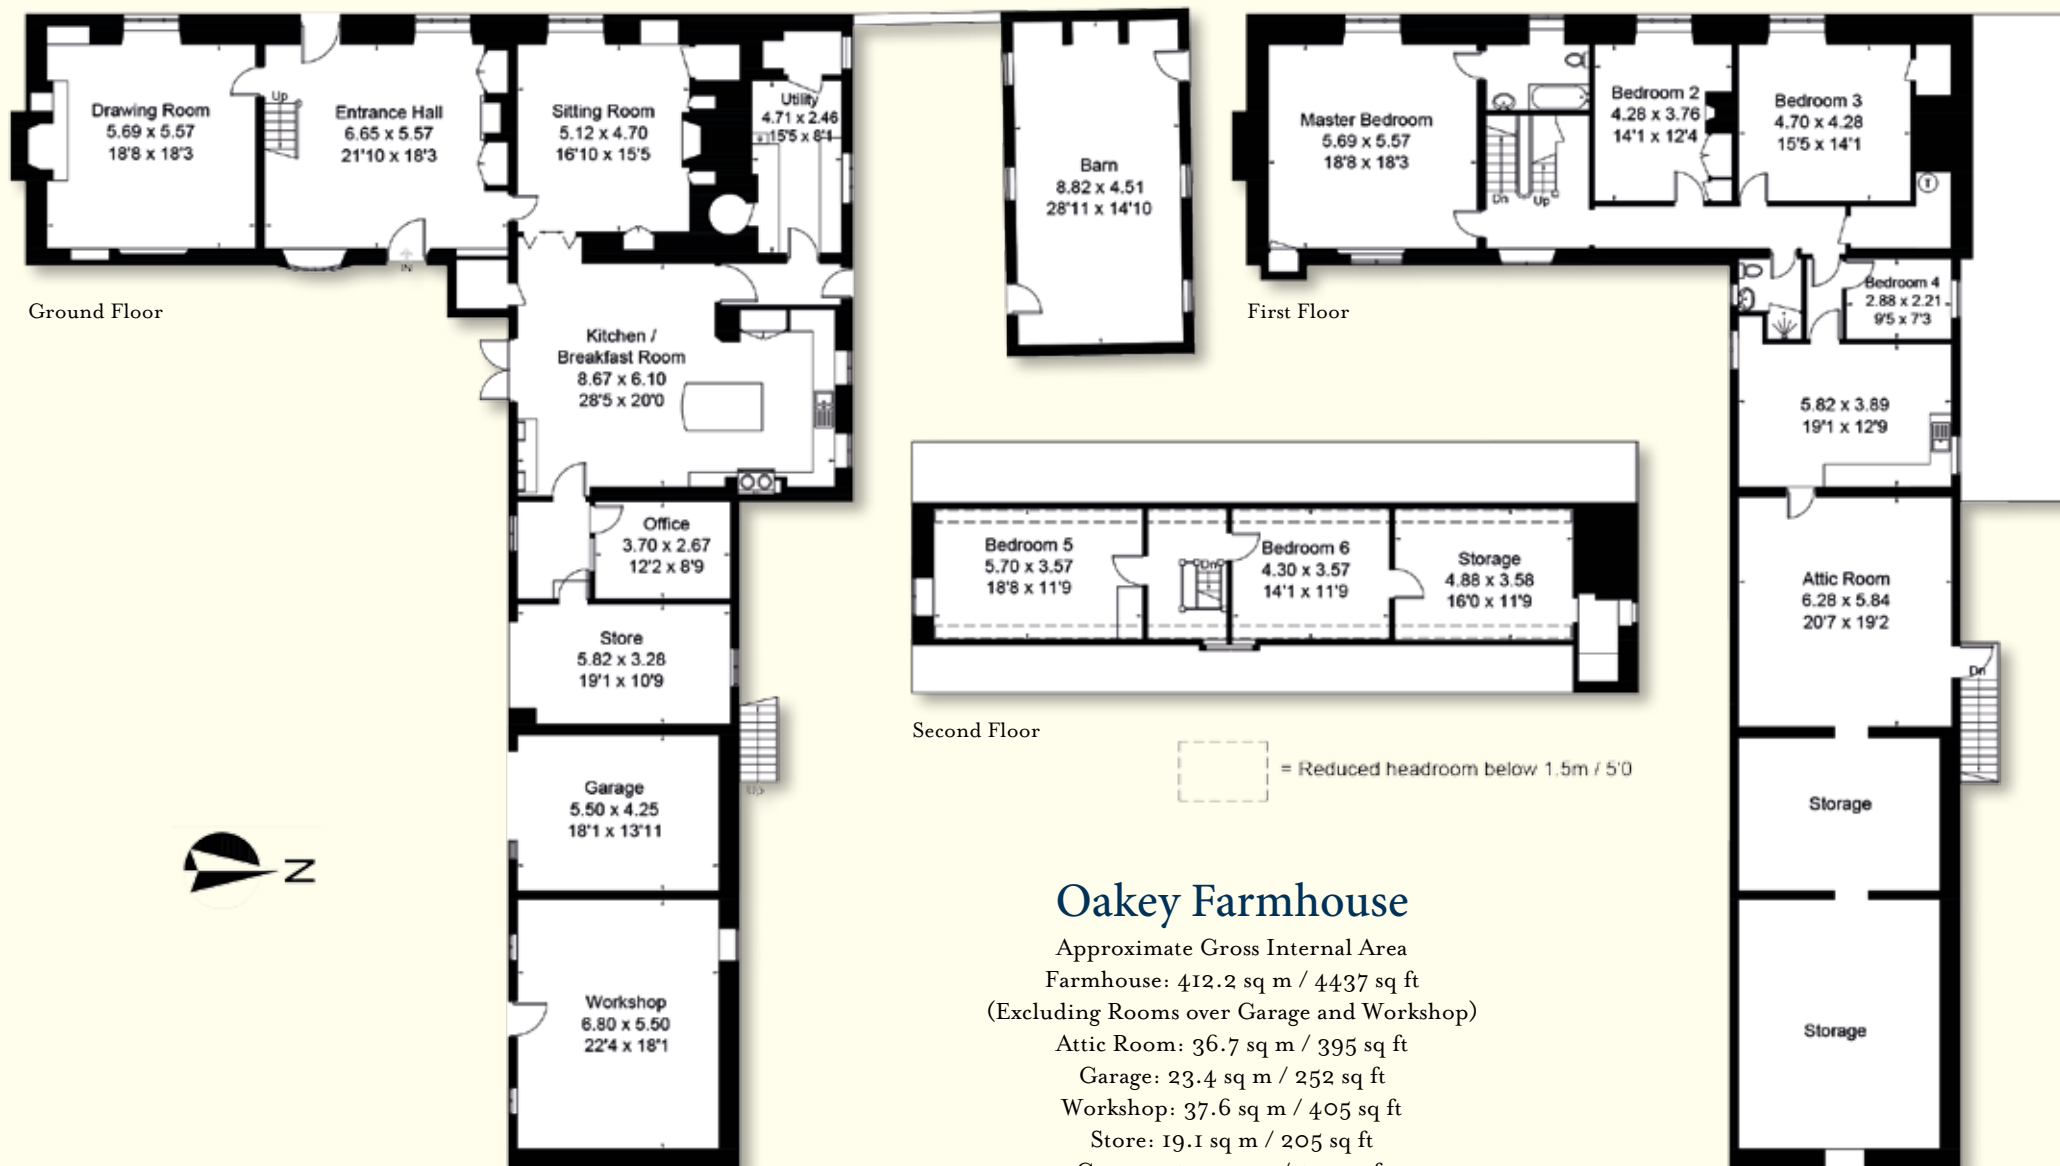 Drawing Room
5.69 x 5.57
18'8 x 18'3
Up
Entrance Hall
6.65 x 5.57
21'10 x 18'3
IN
Sitting Room
5.12 x 4.70
16'10 x 15'5
Utility
4.71 x 2.46
15'5 x 8'1
Ground Floor
Kitchen /
Breakfast Room
8.67 x 6.10
28'5 x 20'0
Office
3.70 x 2.67
12'2 x 8'9
Store
5.82 x 3.28
19'1 x 10'9
Up
Garage
5.50 x 4.25
18'1 x 13'11
Workshop
6.80 x 5.50
22'4 x 18'1
N
Barn
8.82 x 4.51
28'11 x 14'10
Master Bedroom
5.69 x 5.57
18'8 x 18'3
Dn
Up
Bedroom 2
4.28 x 3.76
14'1 x 12'4
Bedroom 3
4.70 x 4.28
15'5 x 14'1
T
First Floor
Bedroom 4
2.88 x 2.21
9'5 x 7'3
5.82 x 3.89
19'1 x 12'9
Attic Room
6.28 x 5.84
20'7 x 19'2
Dn
Storage
Storage
Bedroom 5
5.70 x 3.57
18'8 x 11'9
Dn
Bedroom 6
4.30 x 3.57
14'1 x 11'9
Storage
4.88 x 3.58
16'0 x 11'9
Second Floor
= Reduced headroom below 1.5m / 5'0
Oakey Farmhouse
Approximate Gross Internal Area
Farmhouse: 412.2 sq m / 4437 sq ft
(Excluding Rooms over Garage and Workshop)
Attic Room: 36.7 sq m / 395 sq ft
Garage: 23.4 sq m / 252 sq ft
Workshop: 37.6 sq m / 405 sq ft
Store: 19.1 sq m / 205 sq ft